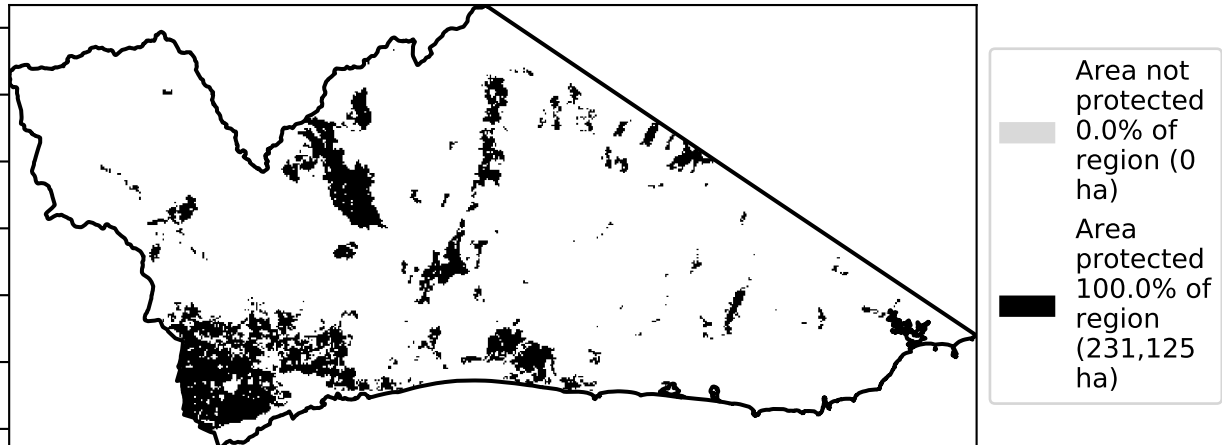 Area not
protected
0.0% of
region (0
ha)
Area
protected
100.0% of
region
(231,125
ha)